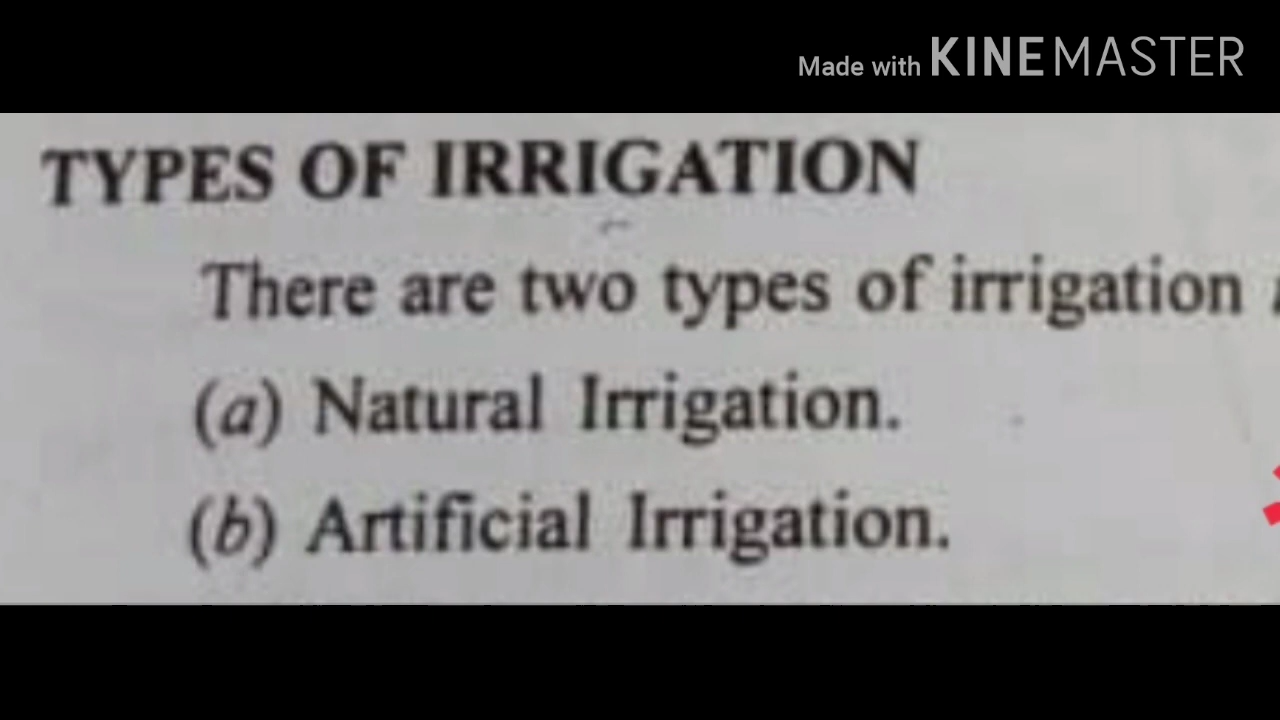 Made with KINEMASTER
TYPES OF IRRIGATION
There are two types of irrigation
(a) Natural Irrigation.
(b) Artificial Irrigation.